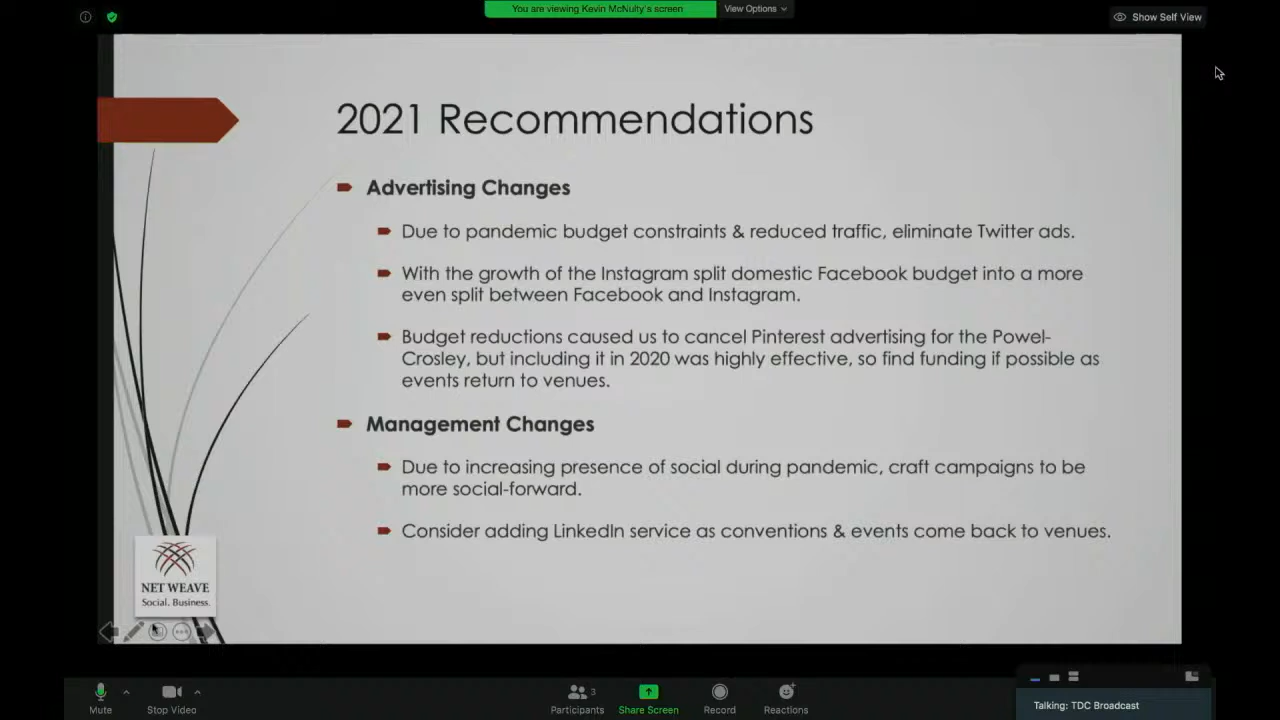 You are viewing Kevin McNulty's screen
View Options
Show Self View
2021 Recommendations
Advertising Changes
Due to pandemic budget constraints & reduced traffic, eliminate Twitter ads.
With the growth of the Instagram split domestic Facebook budget into a more
even split between Facebook and Instagram.
Budget reductions caused us to cancel Pinterest advertising for the Powel-
Crosley, but including it in 2020 was highly effective, so find funding if possible as
events return to venues.
Management Changes
Due to increasing presence of social during pandemic, craft campaigns to be
more social-forward.
Consider adding LinkedIn service as conventions & events come back to venues.
NET WEAVE
Social. Business.
Mute
Stop Video
Participants
3
Share Screen
Record
Reactions
Talking: TDC Broadcast